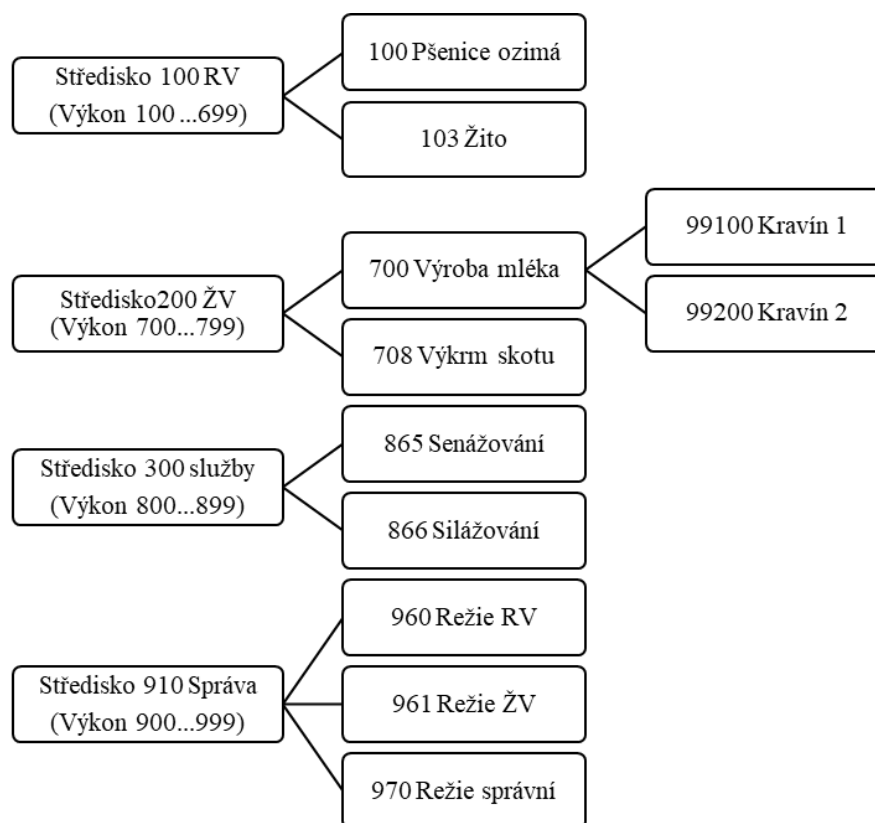 Středisko 100 RV
(Výkon 100 ...699)
100 Pšenice ozimá
103 Žito
Středisko200 ŽV
(Výkon 700...799)
700 Výroba mléka
99100 Kravín 1
99200 Kravín 2
708 Výkrm skotu
Středisko 300 služby
(Výkon 800...899)
865 Senážování
866 Silážování
Středisko 910 Správa
(Výkon 900...999)
960 Režie RV
961 Režie ŽV
970 Režie správní